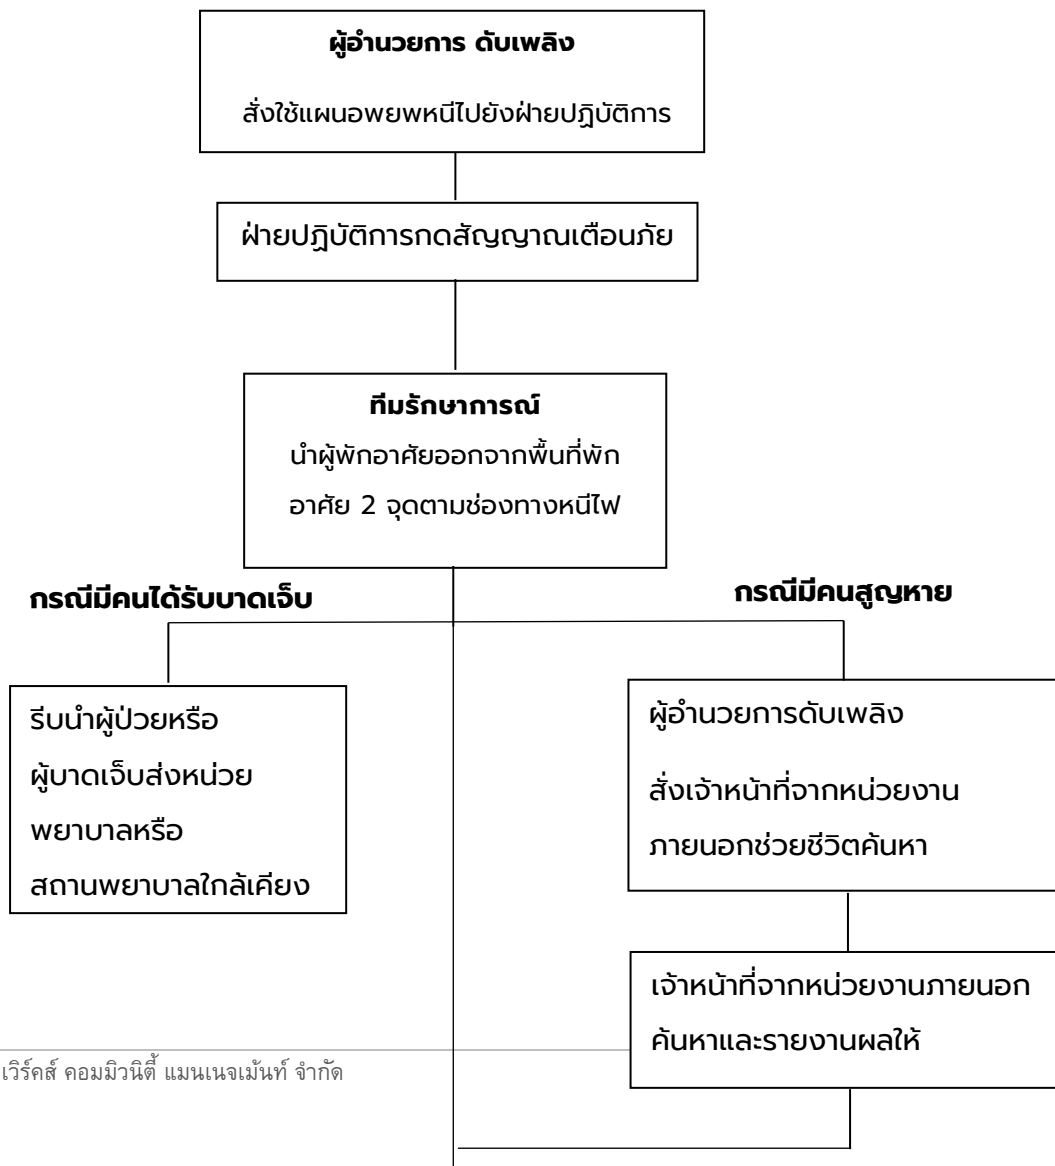 ผู้อำนวยการ ดับเพลิง
สั่งใช้แผนอพยพหนีไปยังฝ่ายปฏิบัติการ
ฝ่ายปฏิบัติการกดสัญญาณเตือนภัย
ทีมรักษาการณ์
นำผู้พักอาศัยออกจากพื้นที่พัก
อาศัย 2 จุดตามช่องทางหนีไฟ
กรณีมีคนได้รับบาดเจ็บ
กรณีมีคนสูญหาย
รีบนำผู้ป่วยหรือ
ผู้บาดเจ็บส่งหน่วย
พยาบาลหรือ
สถานพยาบาลใกล้เคียง
ผู้อำนวยการดับเพลิง
สั่งเจ้าหน้าที่จากหน่วยงาน
ภายนอกช่วยชีวิตค้นหา
เจ้าหน้าที่จากหน่วยงานภายนอก
ค้นหาและรายงานผลให้
เวิร์คส์ คอมมิวนิตี้ แมนเนจเม้นท์ จำกัด